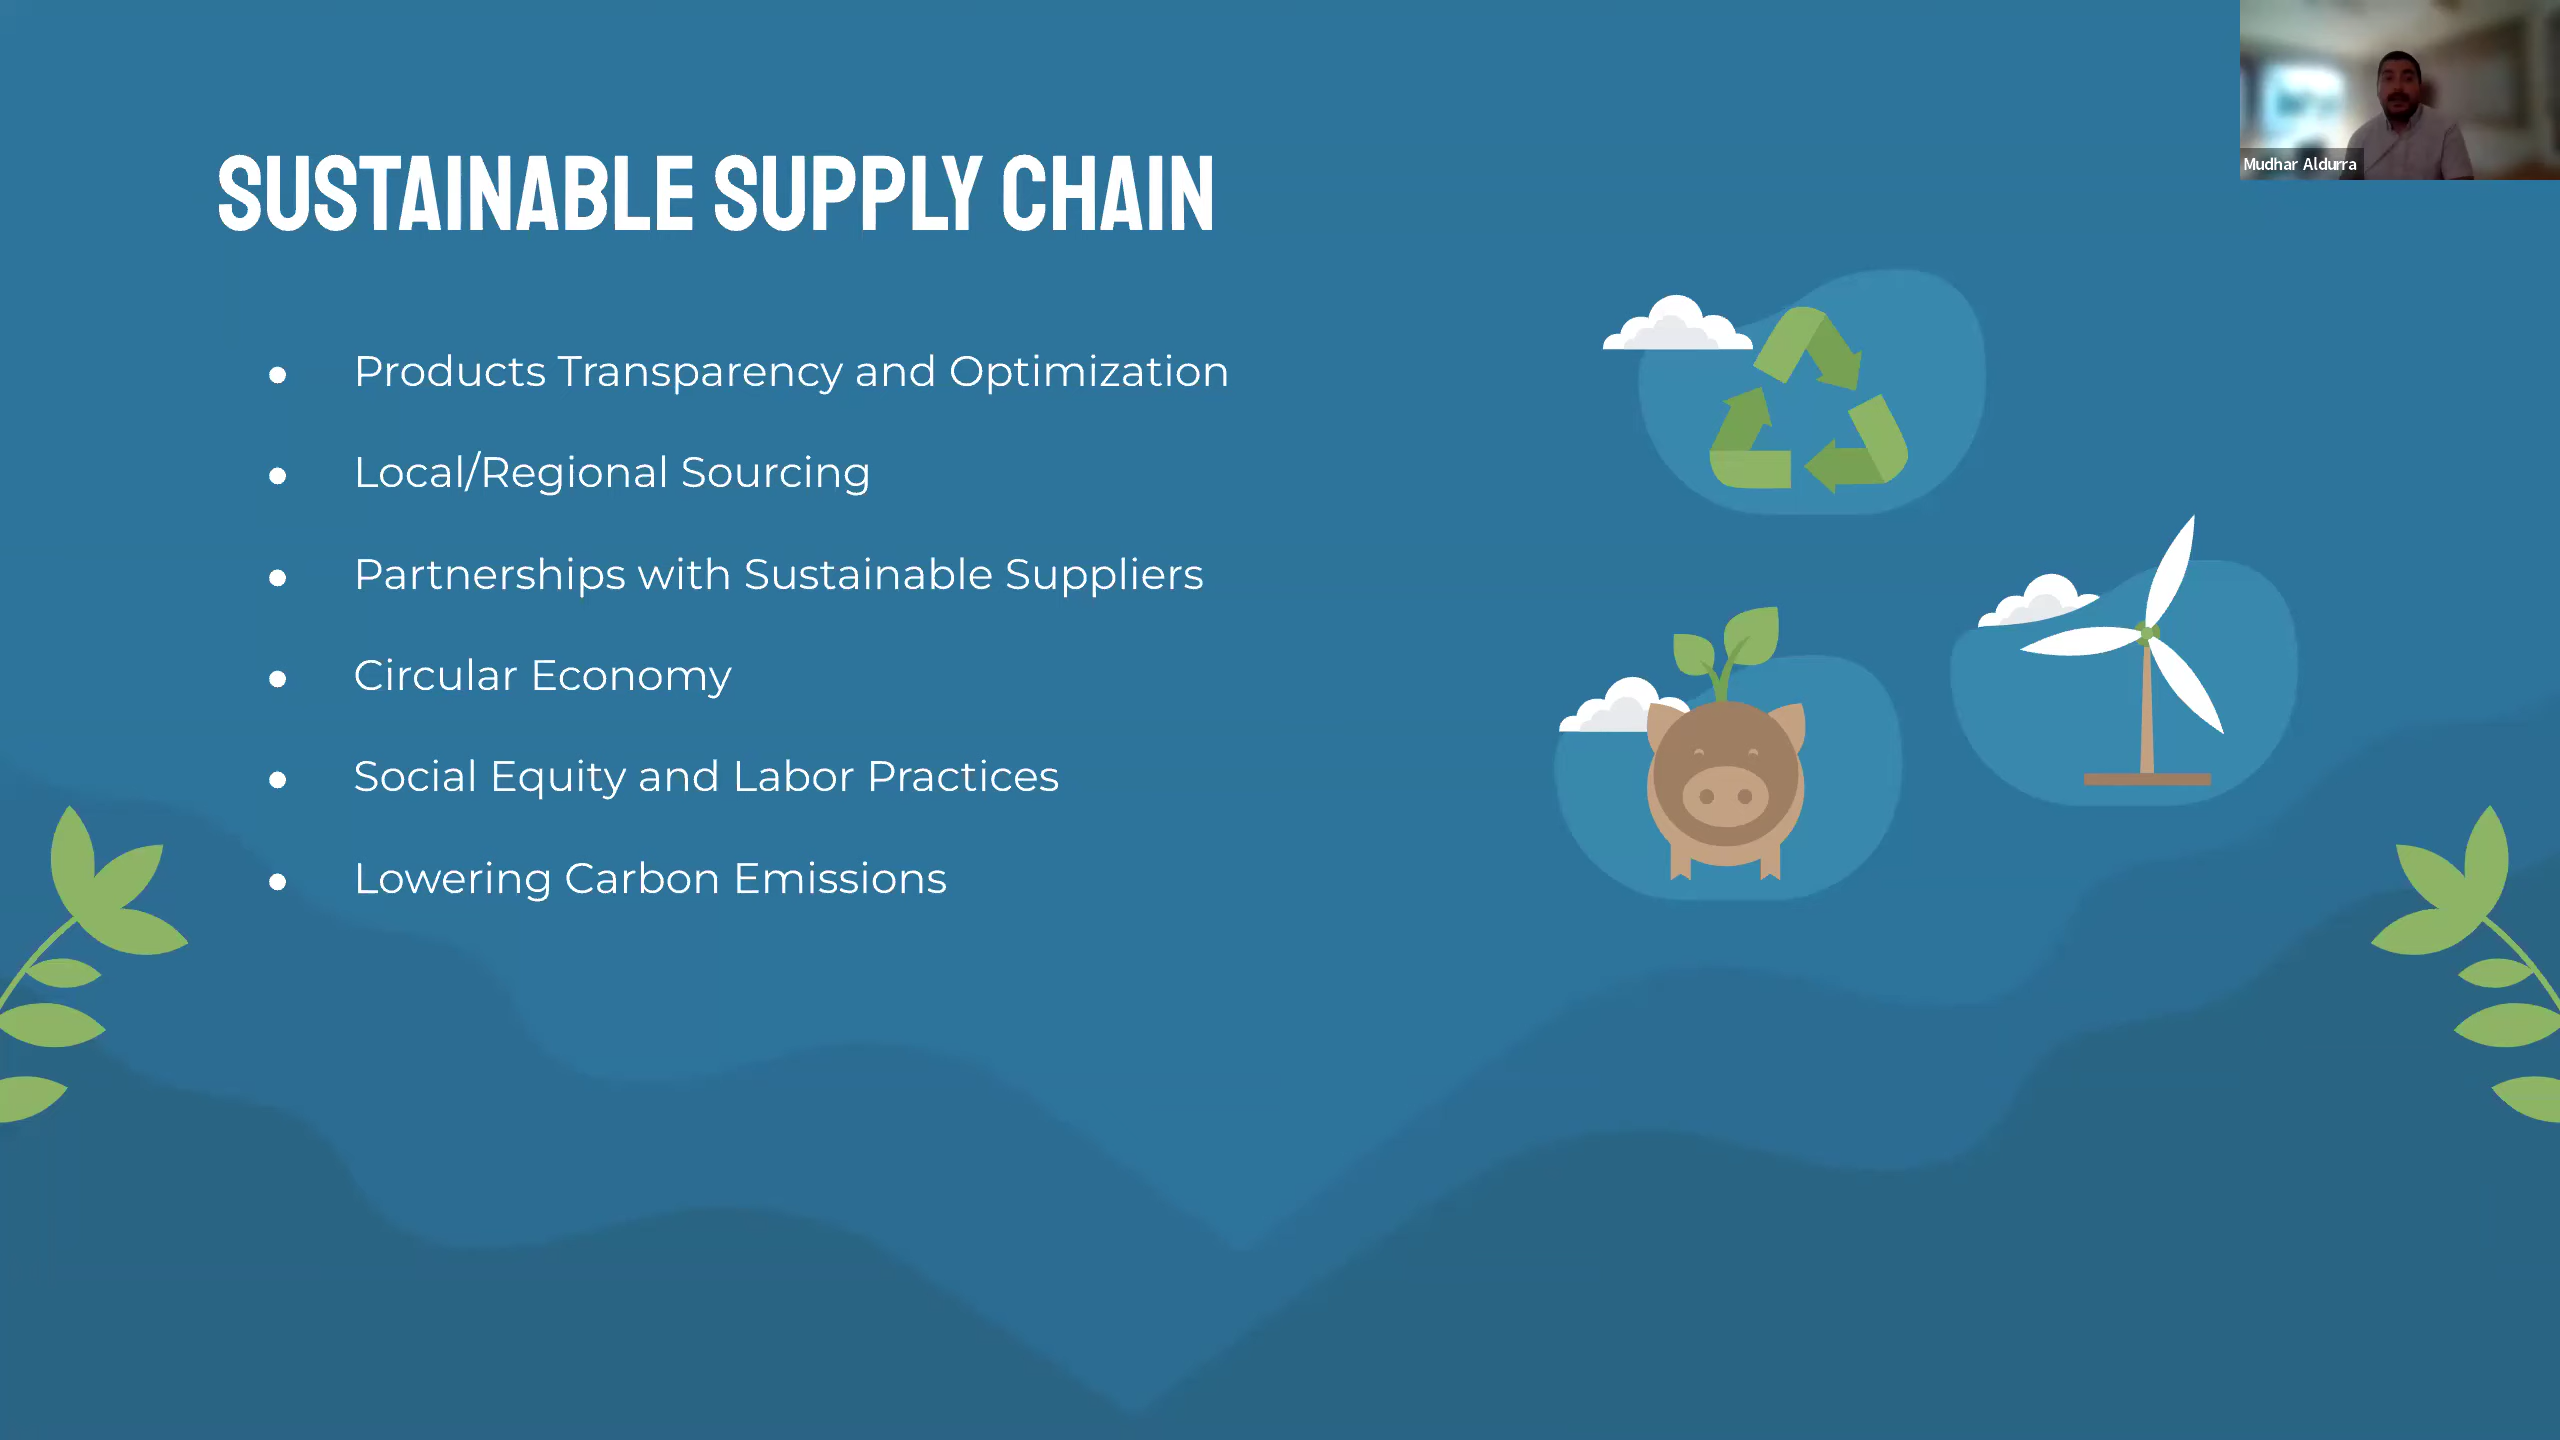 SUSTAINABLE SUPPLY CHAIN
● Products Transparency and Optimization
● Local/Regional Sourcing
● Partnerships with Sustainable Suppliers
● Circular Economy
● Social Equity and Labor Practices
● Lowering Carbon Emissions
Mudhar Aldurra